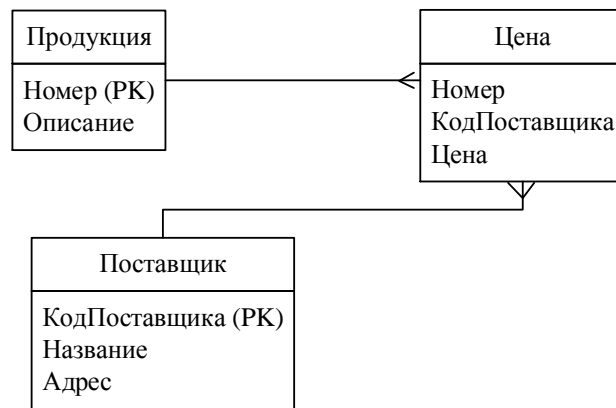 Продукция
Номер (PK)
Описание
Цена
Номер
КодПоставщика
Цена
Поставщик
КодПоставщика (PK)
Название
Адрес